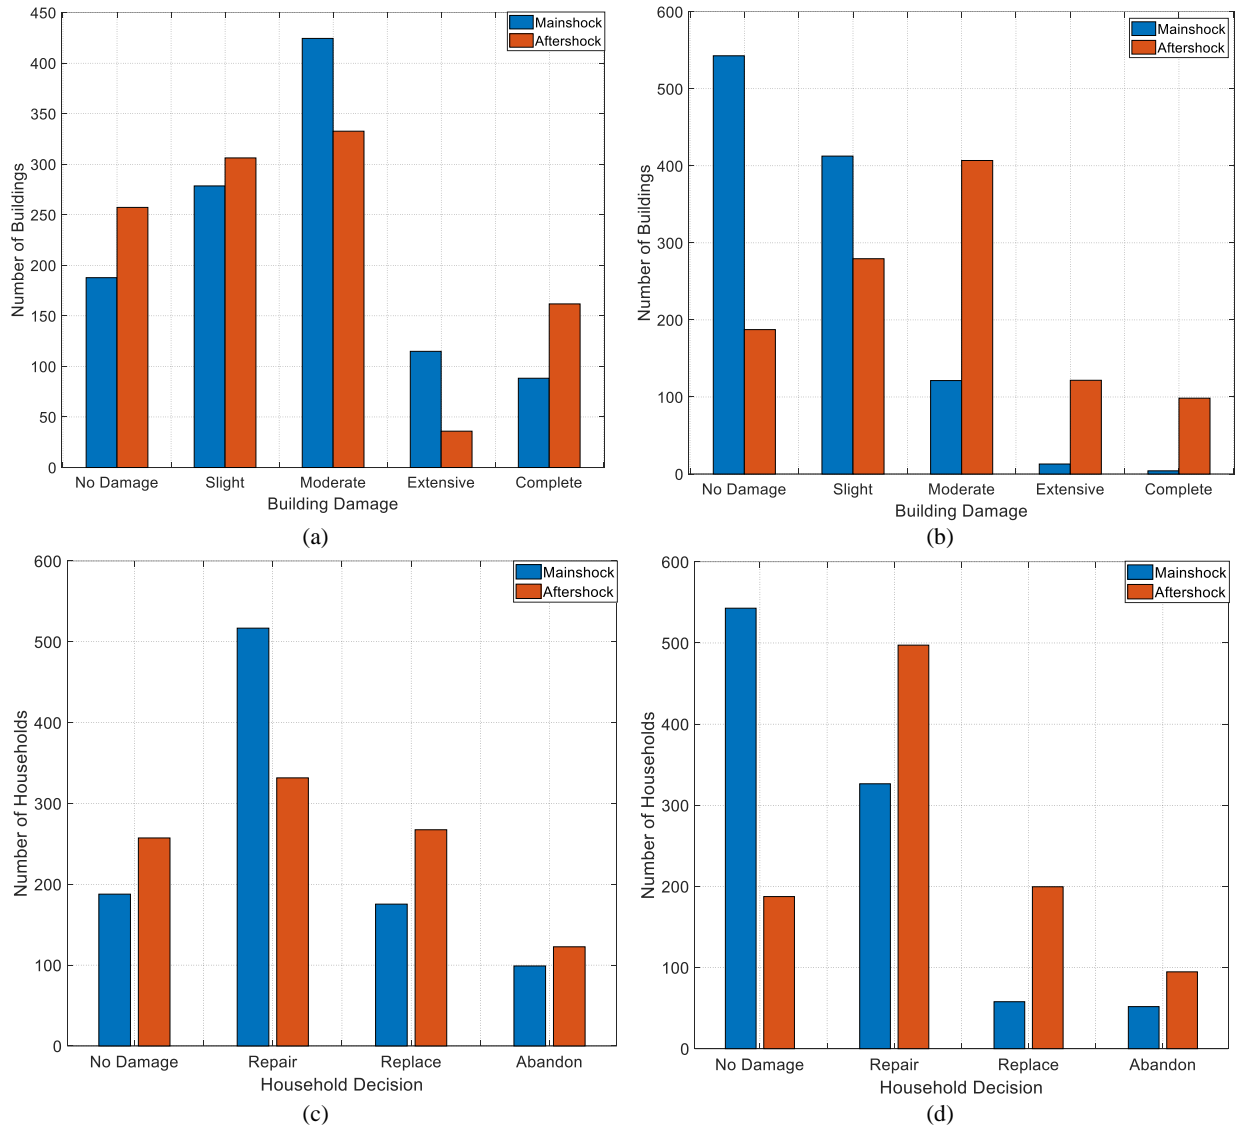 450
400
350
300
250
200
150
100
50
0
Number of Buildings
Mainshock
Aftershock
No Damage Slight Moderate Extensive Complete
Building Damage
(a)
600
500
400
300
200
100
0
Number of Buildings
Mainshock
Aftershock
No Damage Slight Moderate Extensive Complete
Building Damage
(b)
600
500
400
300
200
100
0
Number of Households
Mainshock
Aftershock
No Damage Repair Replace Abandon
Household Decision
(c)
600
500
400
300
200
100
0
Number of Households
Mainshock
Aftershock
No Damage Repair Replace Abandon
Household Decision
(d)